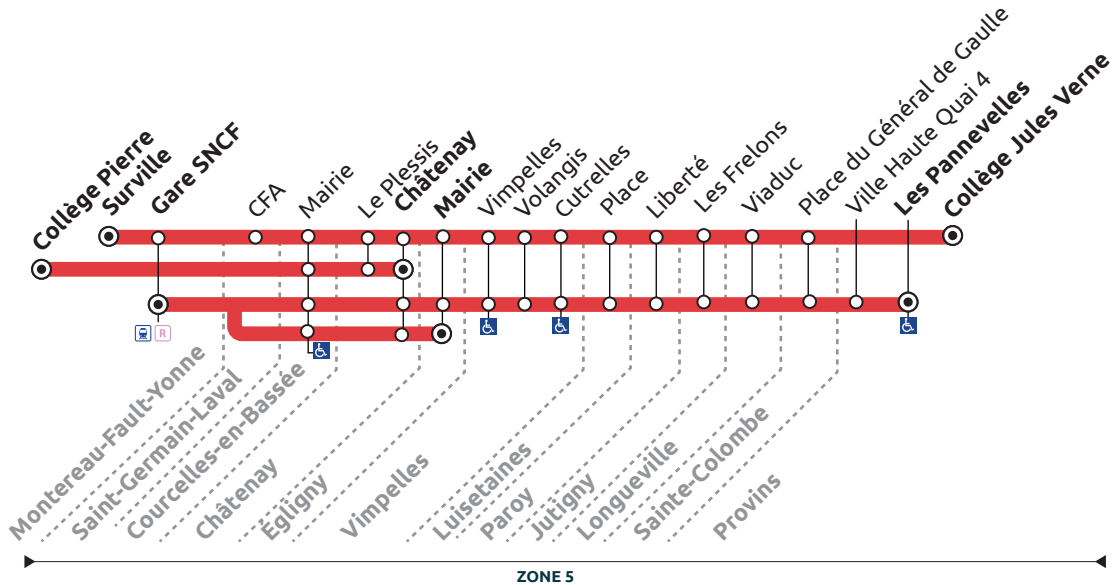 Collège Pierre
Surville
Gare SNCF
CFA
Mairie
Le Plessis
Châtenay
Mairie
Vimpelles
Volangis
Cutrelles
Place
Liberté
Les Frelons
Viaduc
Place du Général de Gaulle
Ville Haute Quai 4
Les Pannevelles
Collège Jules Verne
R
Montereau-Fault-Yonne
Saint-Germain-Laval
Courcelles-en-Bassée
Châtenay
Égligny
Vimpelles
Luisetaines
Paroy
Jutigny
Longueville
Sainte-Colombe
Provins
ZONE 5